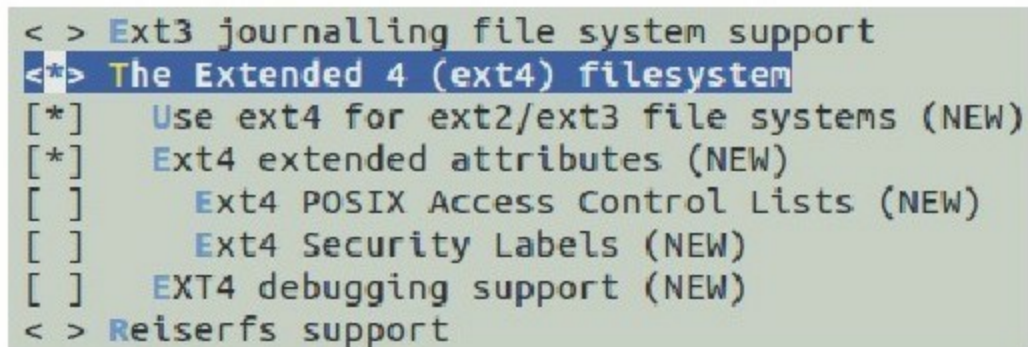 < > Ext3 journalling file system support
<*> The Extended 4 (ext4) filesystem
[*]   Use ext4 for ext2/ext3 file systems (NEW)
[*]   Ext4 extended attributes (NEW)
[ ]     Ext4 POSIX Access Control Lists (NEW)
[ ]     Ext4 Security Labels (NEW)
[ ]   EXT4 debugging support (NEW)
< > Reiserfs support